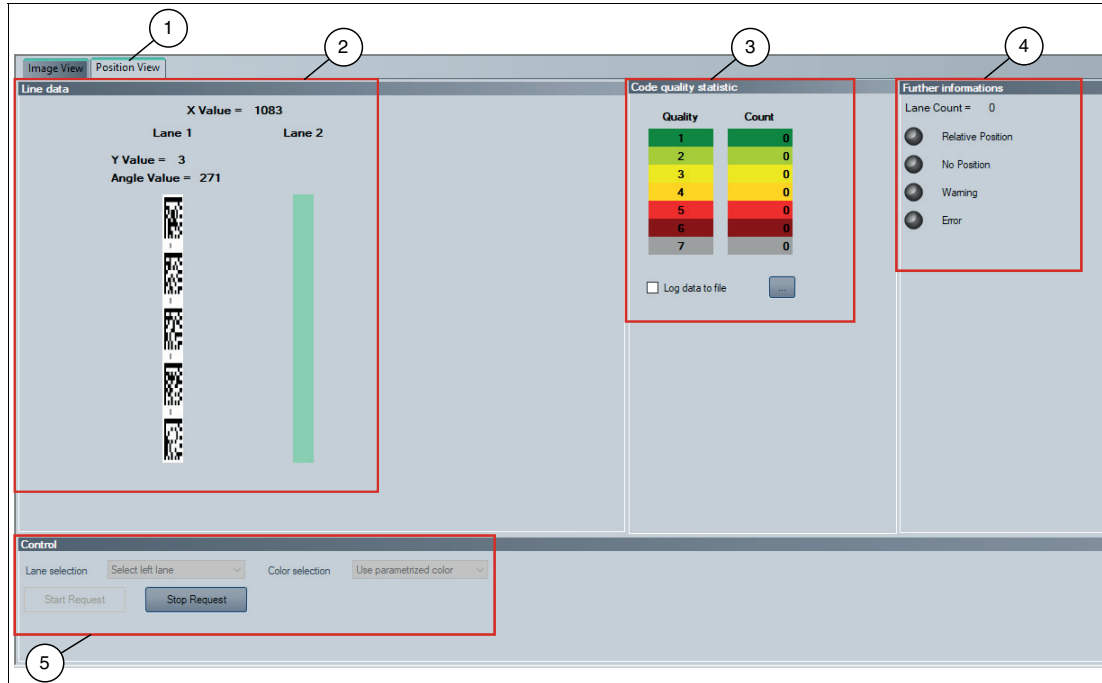 1
2
3
4
Image View Position View
Line data
X Value = 1083
Lane 1 Lane 2
Y Value = 3
Angle Value = 271
Code quality statistic
Quality Count
1 0
2 0
3 0
4 0
5 0
6 0
7 0
Log data to file ...
Further informations
Lane Count = 0
Relative Position
No Position
Warning
Error
Control
Lane selection Select left lane Color selection Use parametrized color
Start Request Stop Request
5